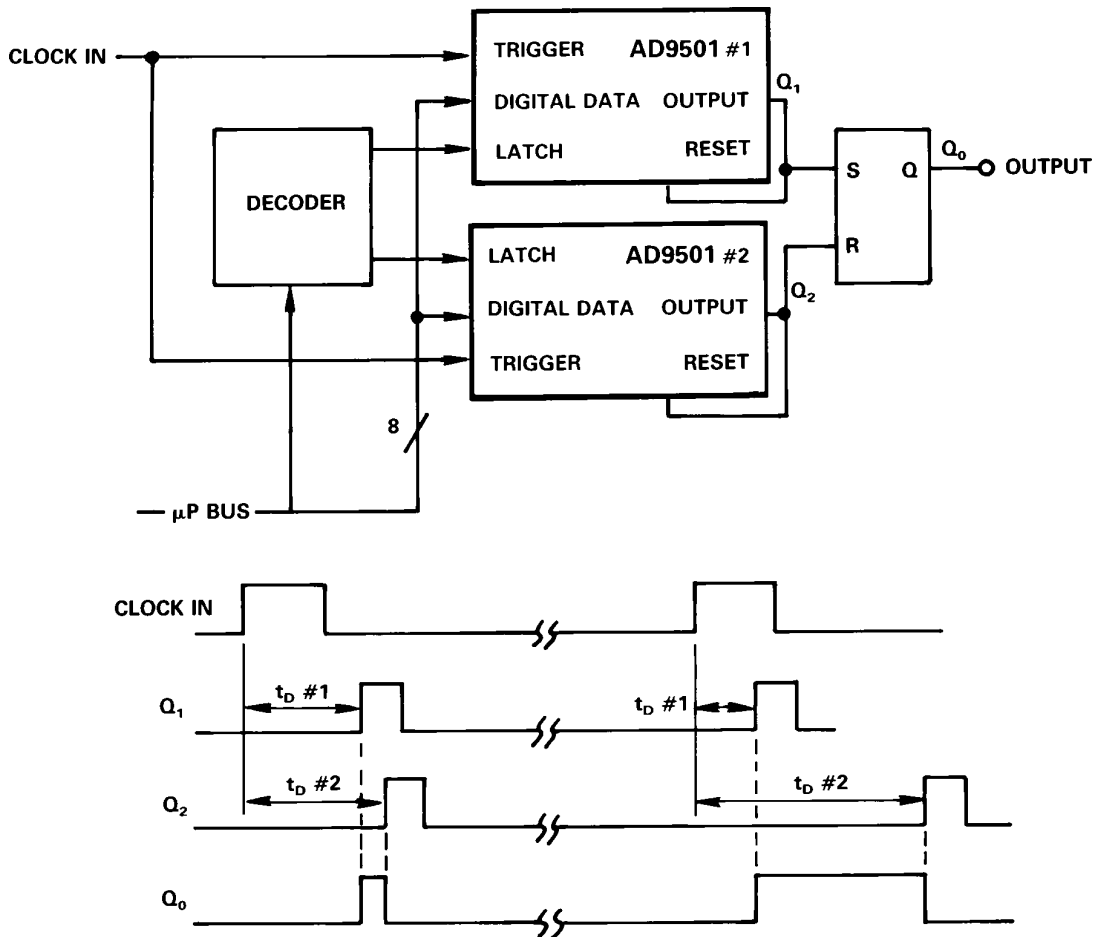 CLOCK IN
TRIGGER AD9501 #1
DIGITAL DATA OUTPUT
LATCH RESET
Q1
DECODER
S Q
R
Q0
OUTPUT
LATCH AD9501 #2
DIGITAL DATA OUTPUT
TRIGGER RESET
Q2
8
µP BUS
CLOCK IN
tD #1
tD #1
Q1
tD #2
tD #2
Q2
Q0